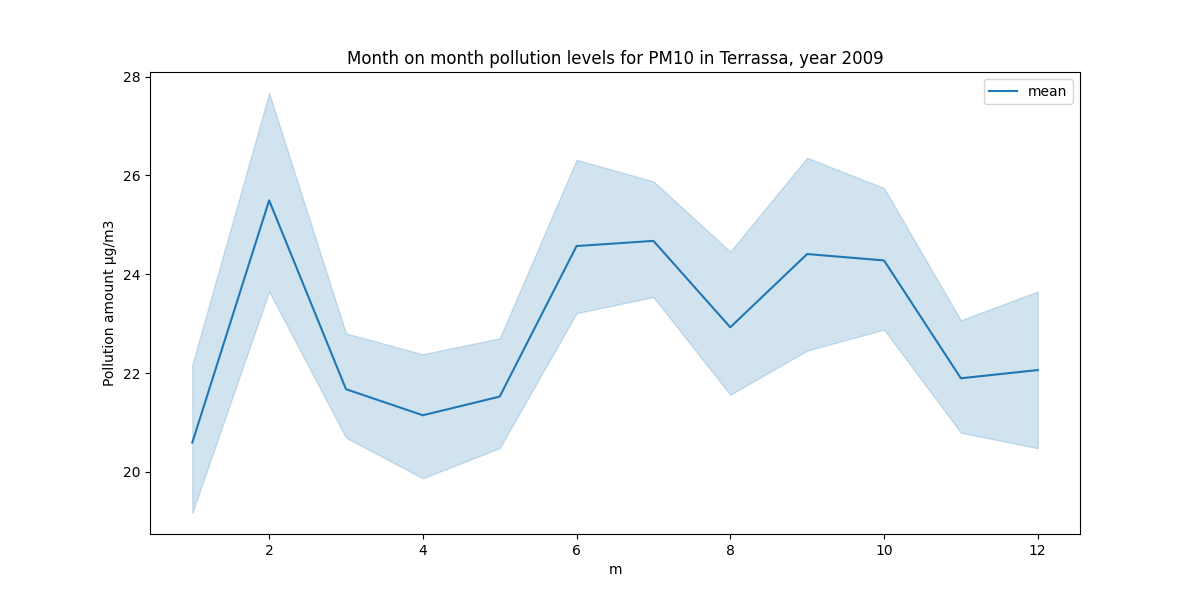 Month on month pollution levels for PM10 in Terrassa, year 2009
mean
Pollution amount µg/m3
28
26
24
22
20
2
4
6
8
10
12
m